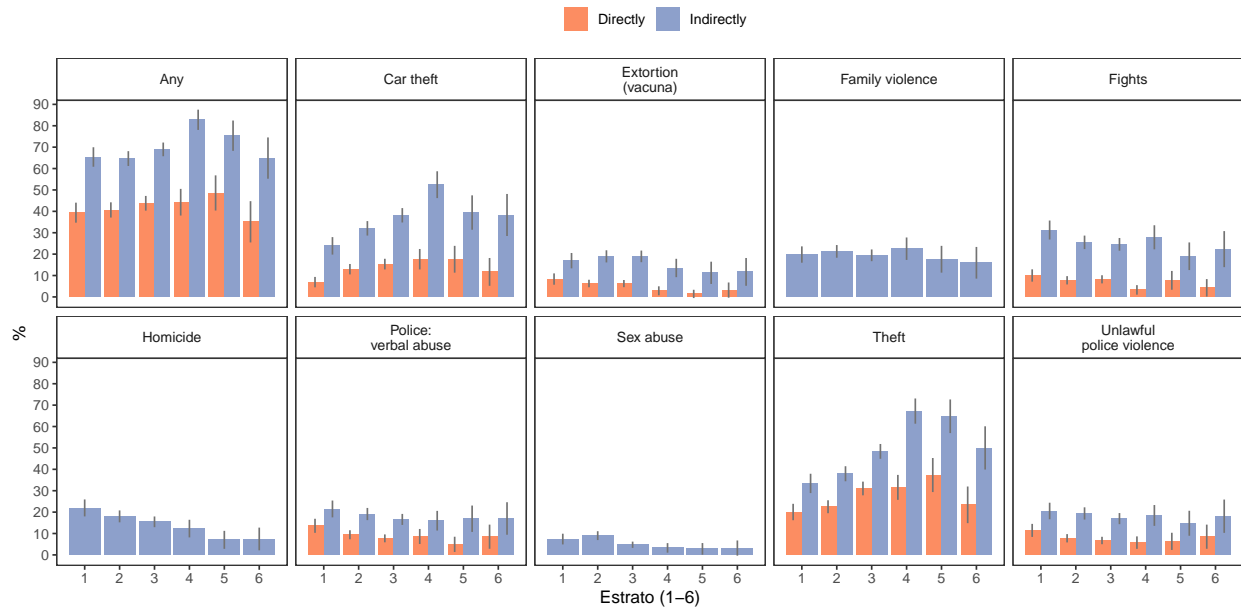 Directly Indirectly
Any
Car theft
Extortion
(vacuna)
Family violence
Fights
90
80
70
60
50
40
30
20
10
0
Homicide
Police:
verbal abuse
Sex abuse
Theft
Unlawful
police violence
90
80
70
60
50
40
30
20
10
0
%
1 2 3 4 5 6
1 2 3 4 5 6
1 2 3 4 5 6
1 2 3 4 5 6
1 2 3 4 5 6
Estrato (1−6)